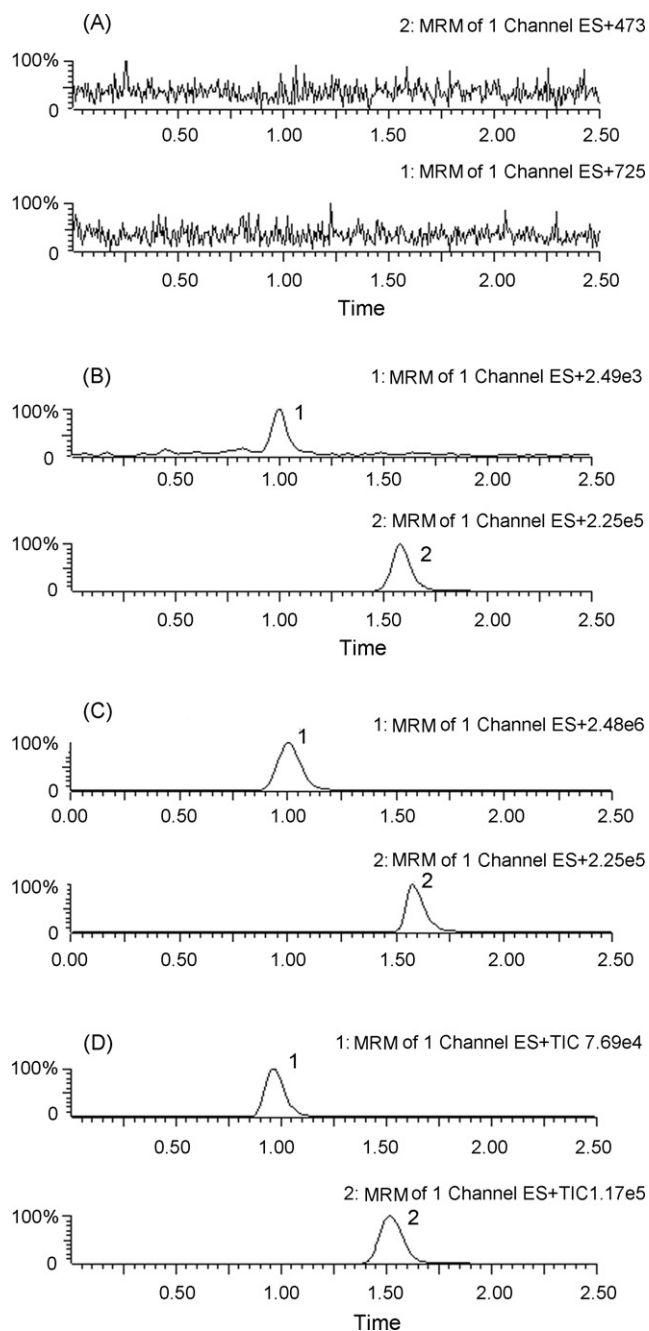 (A)
2: MRM of 1 Channel ES+473
100%
0
0.50 1.00 1.50 2.00 2.50
1: MRM of 1 Channel ES+725
100%
0
0.50 1.00 1.50 2.00 2.50
Time
(B)
1: MRM of 1 Channel ES+2.49e3
100%
1
0
0.50 1.00 1.50 2.00 2.50
2: MRM of 1 Channel ES+2.25e5
100%
2
0
0.50 1.00 1.50 2.00 2.50
Time
(C)
1: MRM of 1 Channel ES+2.48e6
100%
1
0
0.00 0.50 1.00 1.50 2.00 2.50
2: MRM of 1 Channel ES+2.25e5
100%
2
0
0.00 0.50 1.00 1.50 2.00 2.50
(D)
1: MRM of 1 Channel ES+TIC 7.69e4
100%
1
0
0.50 1.00 1.50 2.00 2.50
2: MRM of 1 Channel ES+TIC1.17e5
100%
2
0
0.50 1.00 1.50 2.00 2.50
Time